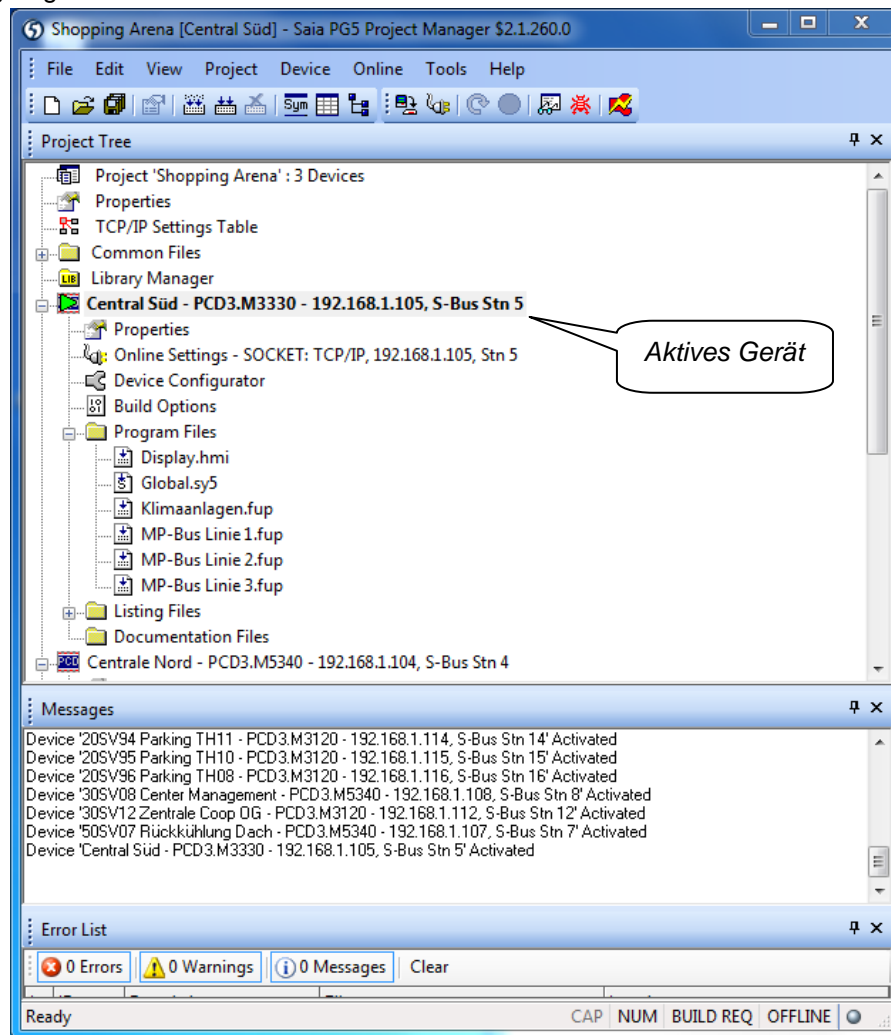 Shopping Arena [Central Süd] - Saia PG5 Project Manager $2.1.260.0
File Edit View Project Device Online Tools Help
Sym
Project Tree
Project 'Shopping Arena' : 3 Devices
Properties
TCP/IP Settings Table
Common Files
LIB Library Manager
Central Süd - PCD3.M3330 - 192.168.1.105, S-Bus Stn 5
Aktives Gerät
Properties
Online Settings - SOCKET: TCP/IP, 192.168.1.105, Stn 5
Device Configurator
Build Options
Program Files
Display.hmi
Global.sy5
Klimaanlagen.fup
MP-Bus Linie 1.fup
MP-Bus Linie 2.fup
MP-Bus Linie 3.fup
Listing Files
Documentation Files
PCD Centrale Nord - PCD3.M5340 - 192.168.1.104, S-Bus Stn 4
Messages
Device '20SV94 Parking TH11 - PCD3.M3120 - 192.168.1.114, S-Bus Stn 14' Activated
Device '20SV95 Parking TH10 - PCD3.M3120 - 192.168.1.115, S-Bus Stn 15' Activated
Device '20SV96 Parking TH08 - PCD3.M3120 - 192.168.1.116, S-Bus Stn 16' Activated
Device '30SV08 Center Management - PCD3.M5340 - 192.168.1.108, S-Bus Stn 8' Activated
Device '30SV12 Zentrale Coop OG - PCD3.M3120 - 192.168.1.112, S-Bus Stn 12' Activated
Device '50SV07 Rückkühlung Dach - PCD3.M5340 - 192.168.1.107, S-Bus Stn 7' Activated
Device 'Central Süd - PCD3.M3330 - 192.168.1.105, S-Bus Stn 5' Activated
Error List
0 Errors 0 Warnings 0 Messages Clear
Ready CAP NUM BUILD REQ OFFLINE